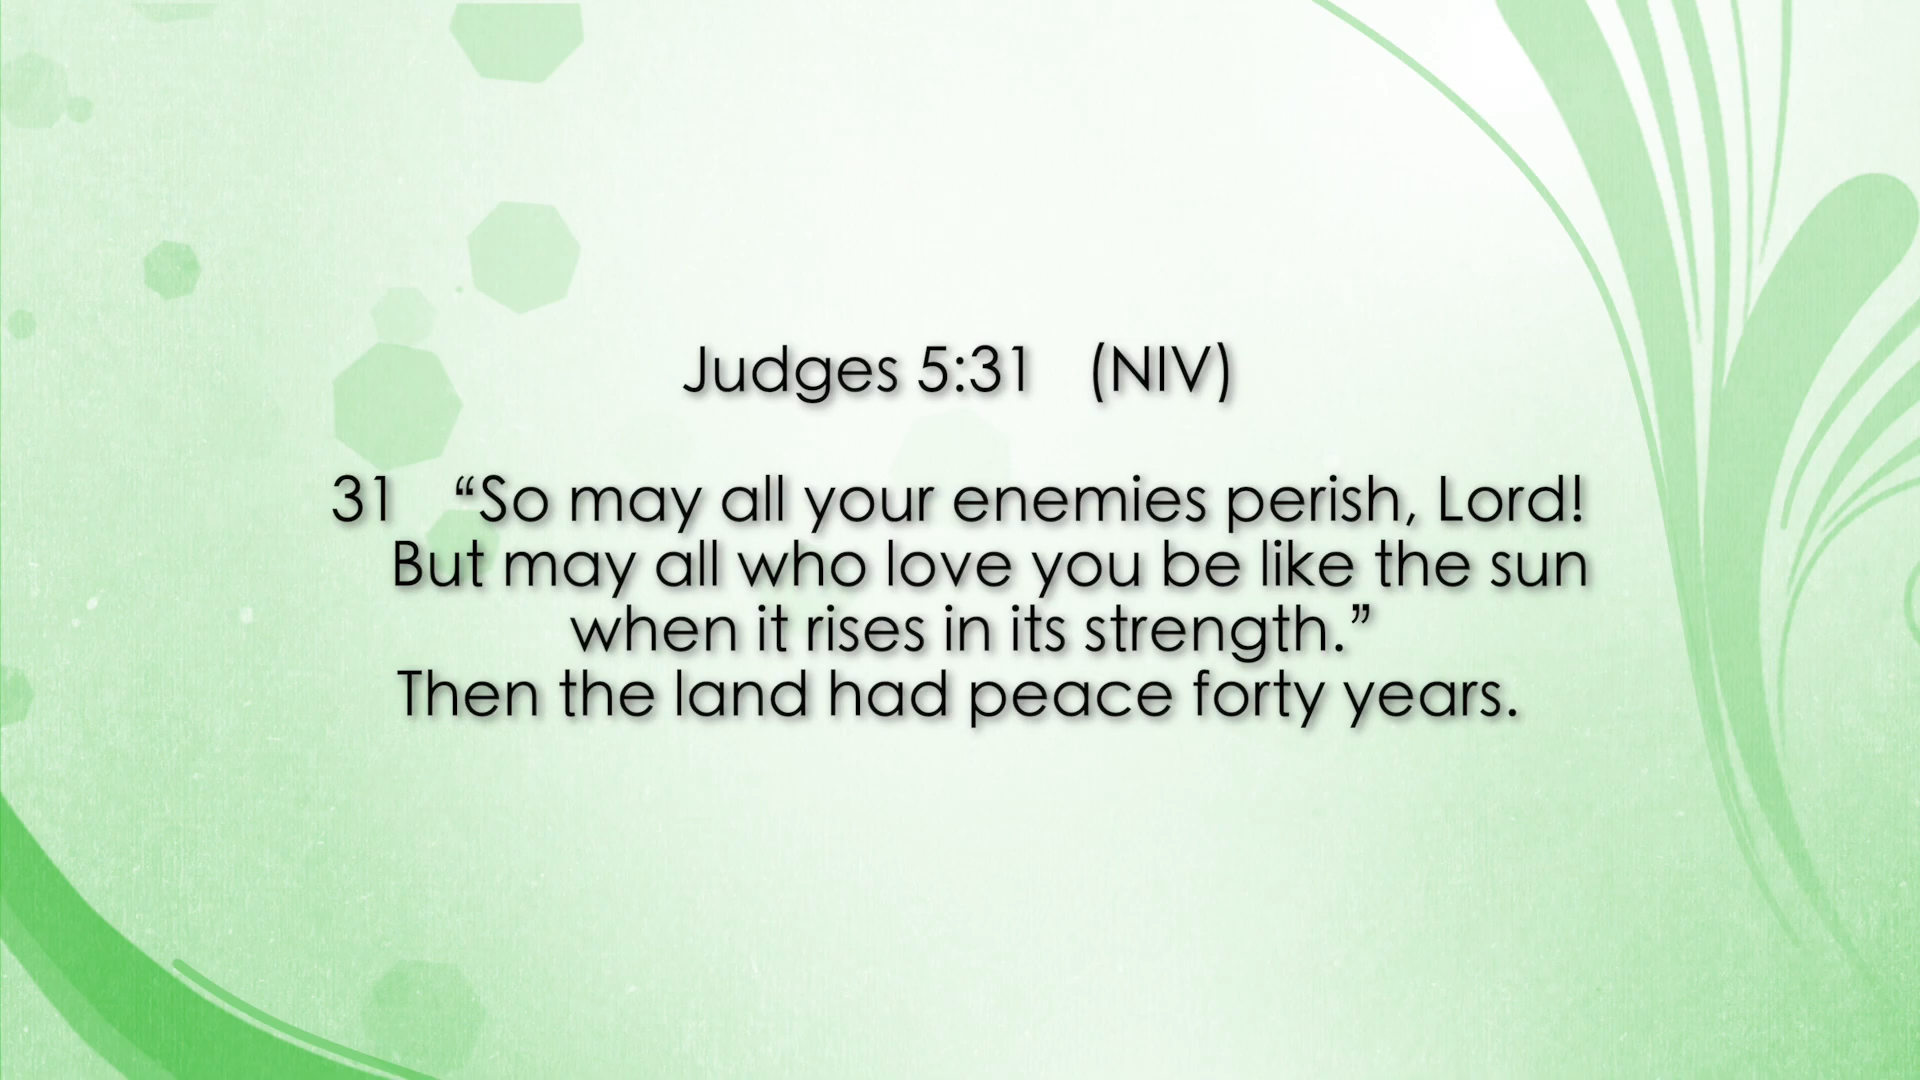 Judges 5:31 (NIV)
31 “So may all your enemies perish, Lord!
But may all who love you be like the sun
when it rises in its strength.”
Then the land had peace forty years.